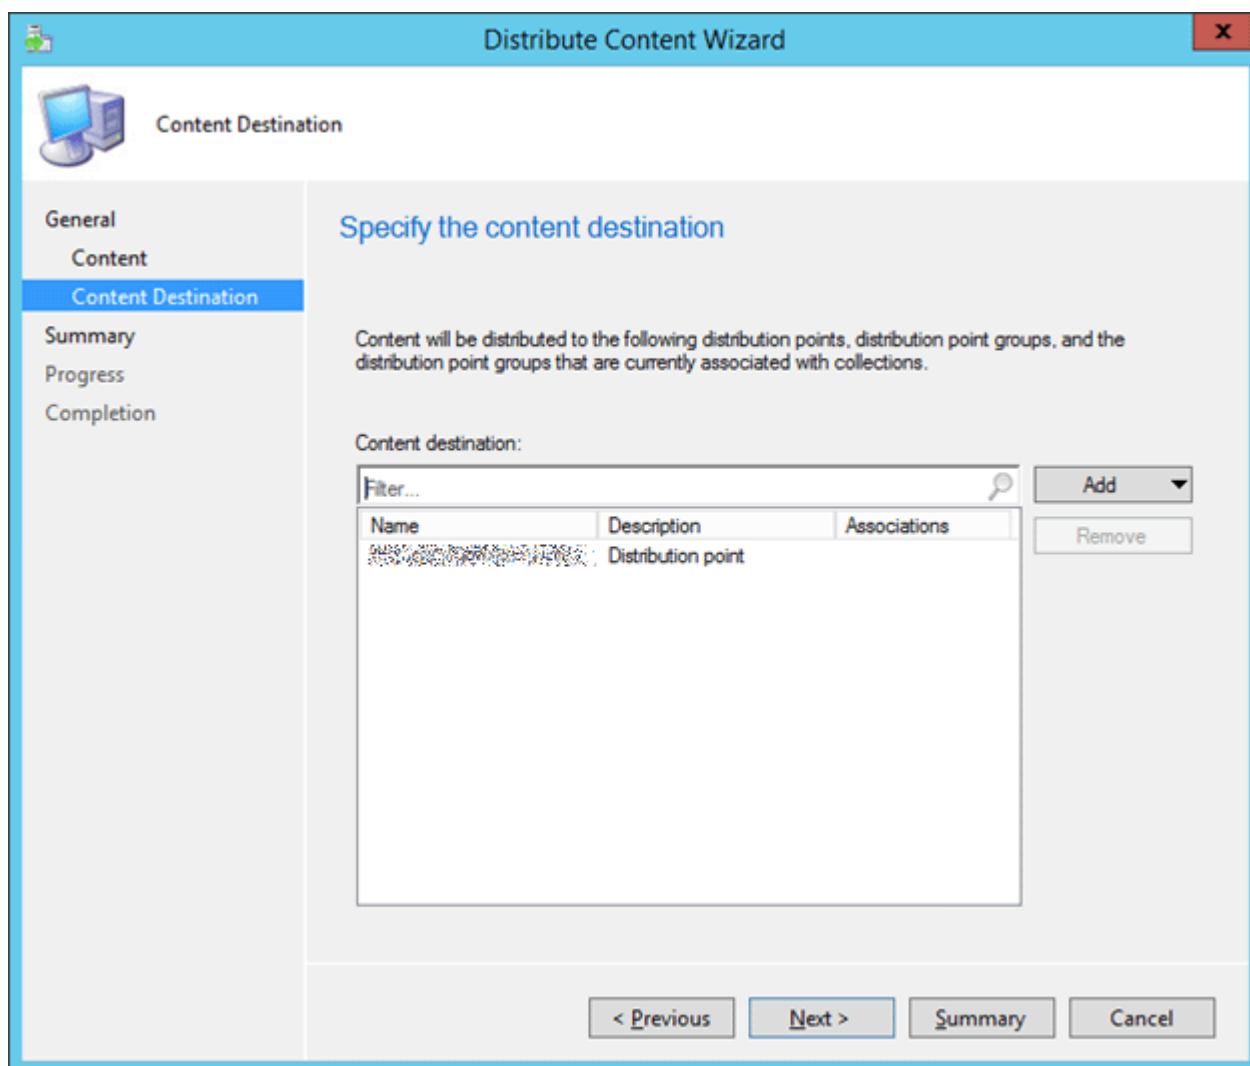 Distribute Content Wizard
x
Content Destination
General
Content
Content Destination
Summary
Progress
Completion
Specify the content destination
Content will be distributed to the following distribution points, distribution point groups, and the
distribution point groups that are currently associated with collections.
Content destination:
Filter...
Add
Remove
Name Description Associations
Distribution point
< Previous Next > Summary Cancel